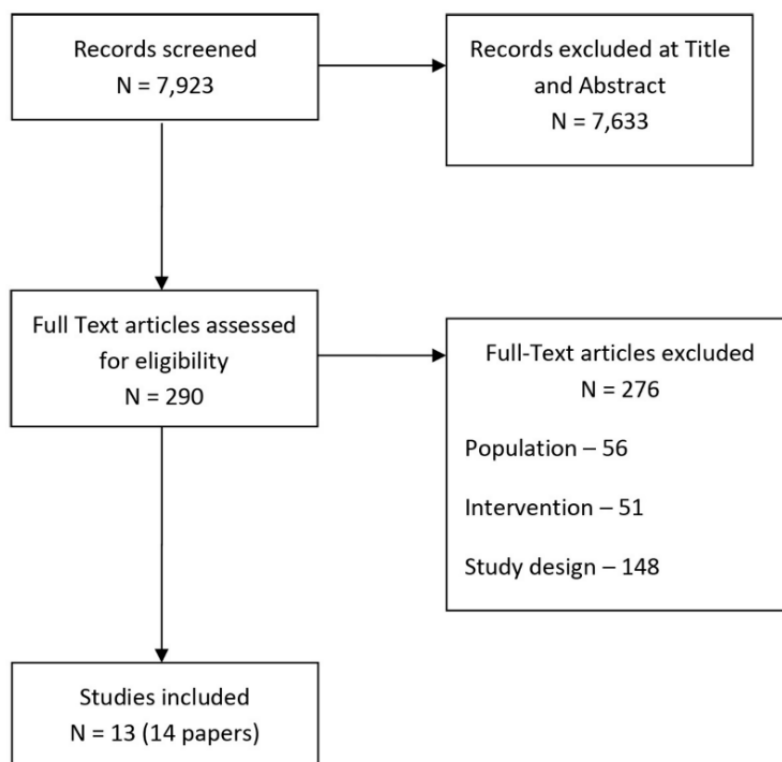 Records screened
N = 7,923
Records excluded at Title
and Abstract
N = 7,633
Full Text articles assessed
for eligibility
N = 290
Full-Text articles excluded
N = 276
Population – 56
Intervention – 51
Study design – 148
Studies included
N = 13 (14 papers)